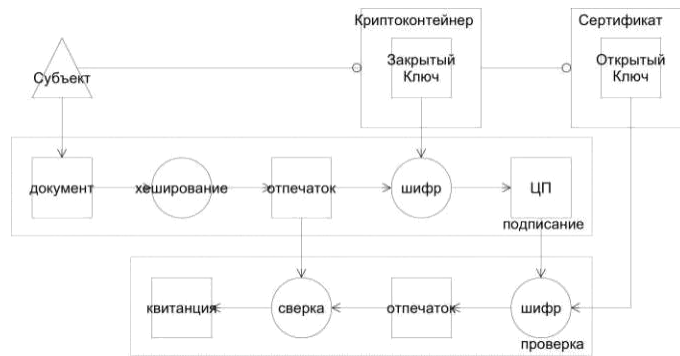 Криптоконтейнер
Сертификат
Субъект
Закрытый
Ключ
Открытый
Ключ
документ
хеширование
отпечаток
шифр
ЦП
подписание
квитанция
сверка
отпечаток
шифр
проверка